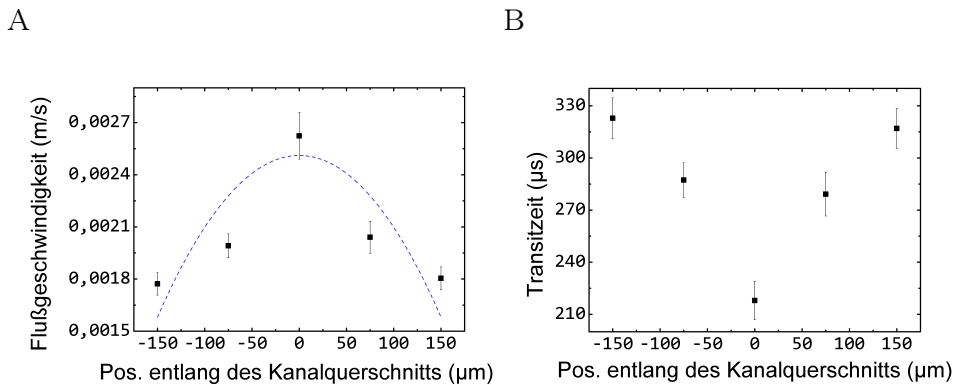 A
B
Flußgeschwindigkeit (m/s)
0,0027
0,0024
0,0021
0,0018
0,0015
-150 -100 -50 0 50 100 150
Pos. entlang des Kanalquerschnitts (µm)
Transitzeit (µs)
330
300
270
240
210
-150 -100 -50 0 50 100 150
Pos. entlang des Kanalquerschnitts (µm)